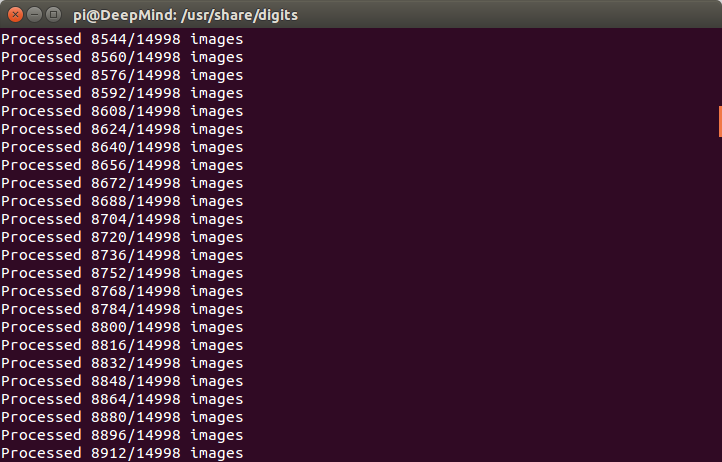 pi@DeepMind: /usr/share/digits
Processed 8544/14998 images
Processed 8560/14998 images
Processed 8576/14998 images
Processed 8592/14998 images
Processed 8608/14998 images
Processed 8624/14998 images
Processed 8640/14998 images
Processed 8656/14998 images
Processed 8672/14998 images
Processed 8688/14998 images
Processed 8704/14998 images
Processed 8720/14998 images
Processed 8736/14998 images
Processed 8752/14998 images
Processed 8768/14998 images
Processed 8784/14998 images
Processed 8800/14998 images
Processed 8816/14998 images
Processed 8832/14998 images
Processed 8848/14998 images
Processed 8864/14998 images
Processed 8880/14998 images
Processed 8896/14998 images
Processed 8912/14998 images